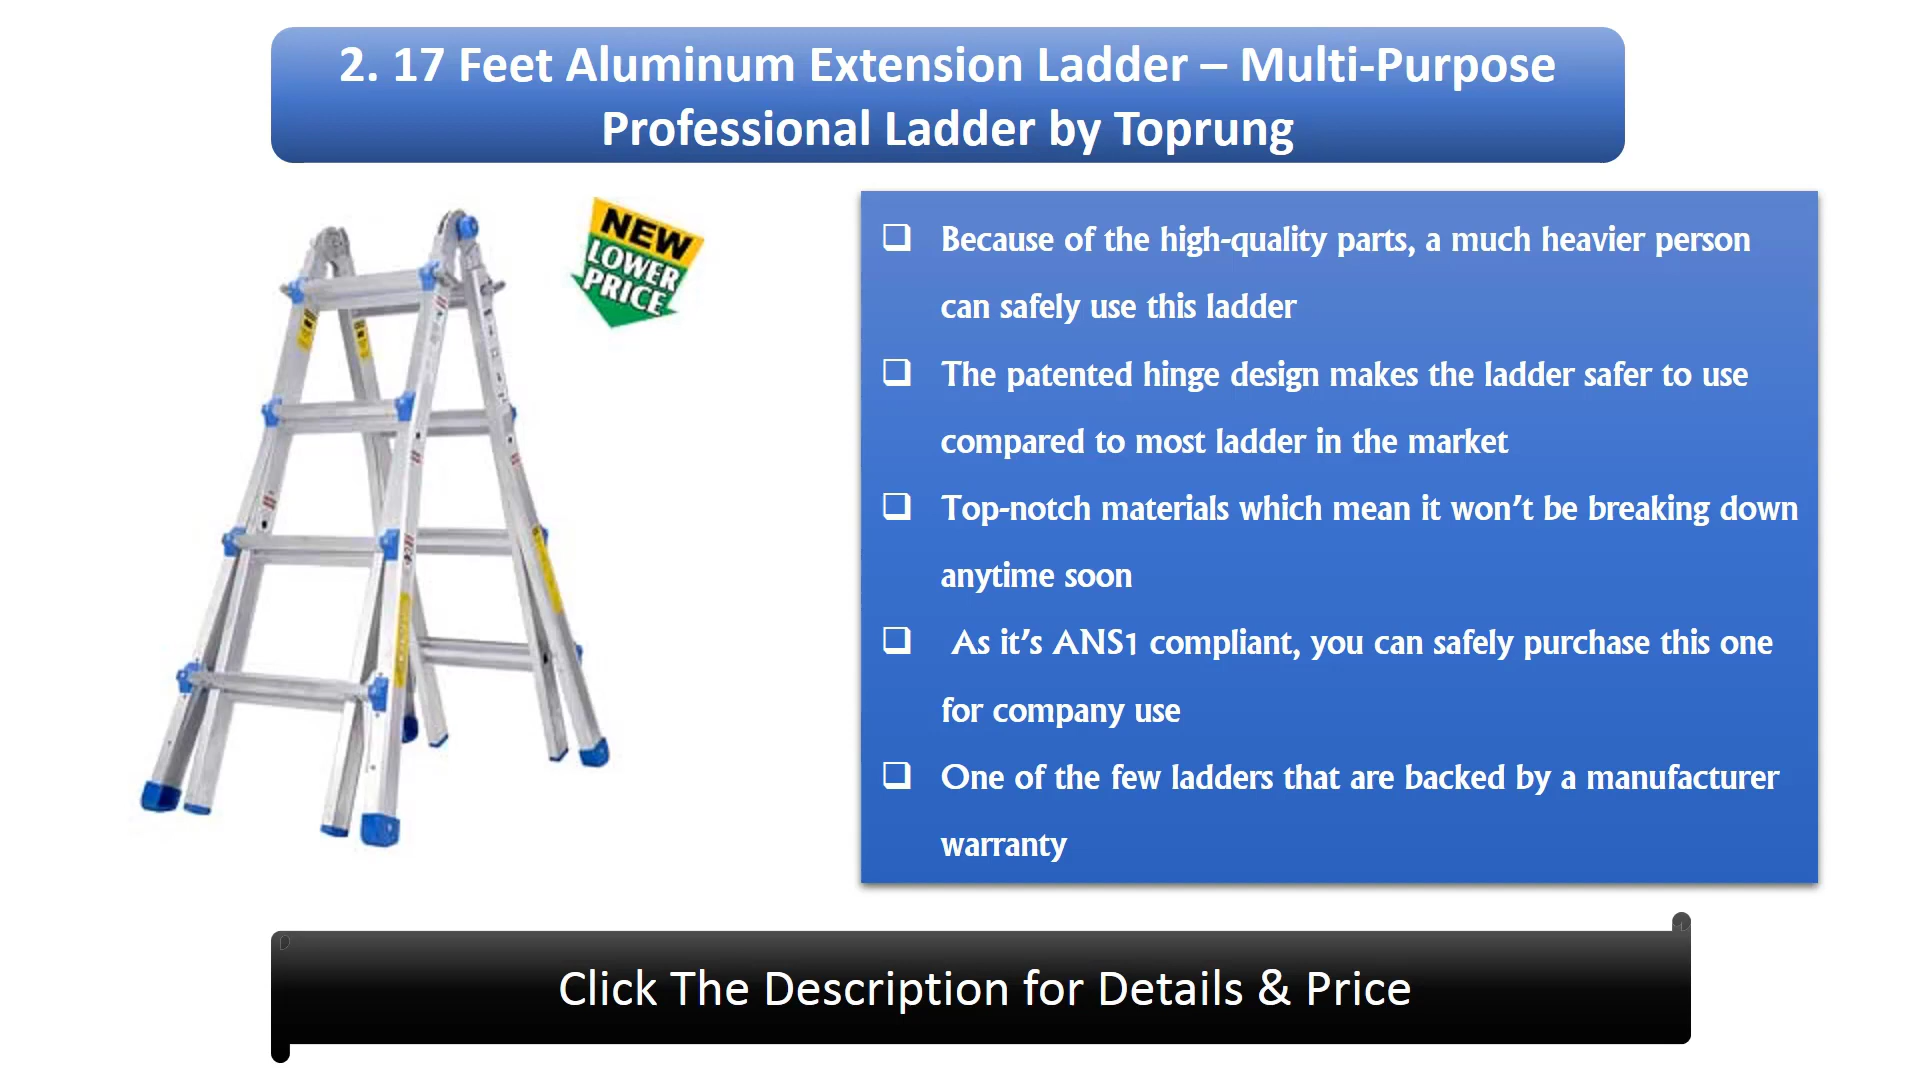 2. 17 Feet Aluminum Extension Ladder – Multi-Purpose
Professional Ladder by Toprung
NEW
LOWER
PRICE
Because of the high-quality parts, a much heavier person
can safely use this ladder
The patented hinge design makes the ladder safer to use
compared to most ladder in the market
Top-notch materials which mean it won’t be breaking down
anytime soon
As it’s ANS1 compliant, you can safely purchase this one
for company use
One of the few ladders that are backed by a manufacturer
warranty
Click The Description for Details & Price